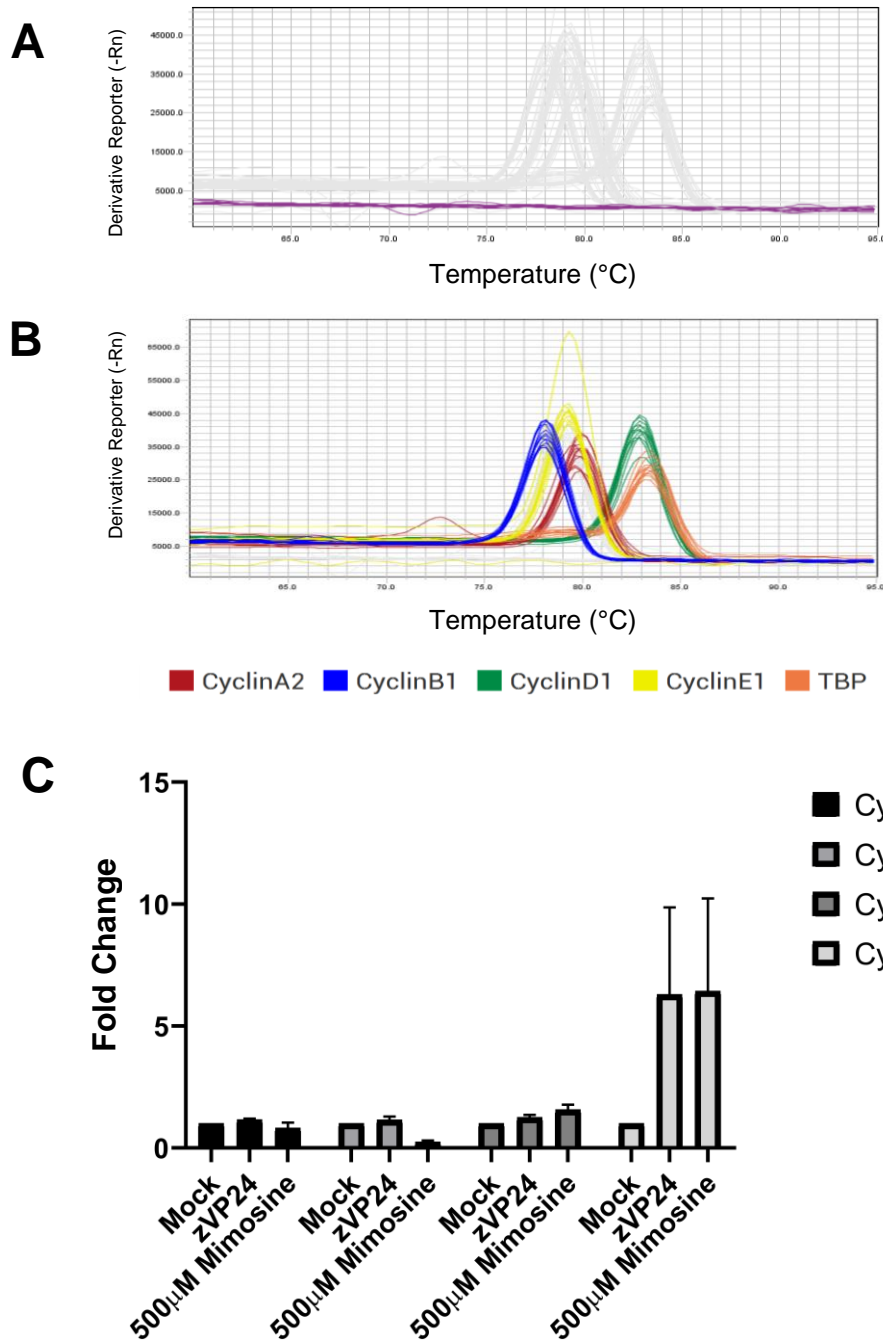 A
Derivative Reporter (-Rn)
45000.0
35000.0
25000.0
15000.0
5000.0
65.0 70.0 75.0 80.0 85.0 90.0 95.0
Temperature (°C)
B
Derivative Reporter (-Rn)
65000.0
55000.0
45000.0
35000.0
25000.0
15000.0
5000.0
65.0 70.0 75.0 80.0 85.0 90.0 95.0
Temperature (°C)
CyclinA2 CyclinB1 CyclinD1 CyclinE1 TBP
C
Fold Change
15
10
5
0
Cy
Cy
Cy
Cy
Mock
zVP24
500μM Mimosine
Mock
zVP24
500μM Mimosine
Mock
zVP24
500μM Mimosine
Mock
zVP24
500μM Mimosine